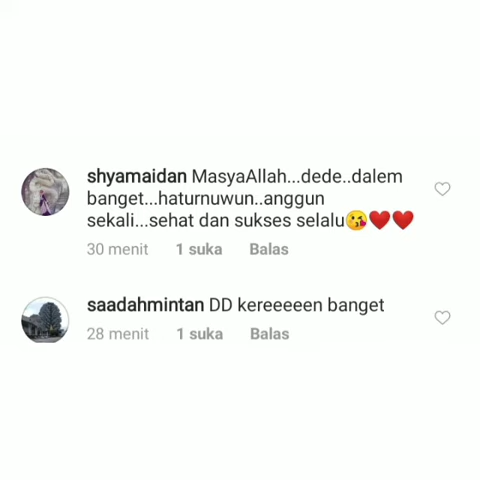 shyamaidan MasyaAllah...dede..dalem
banget...haturnuwun..anggun
sekali...sehat dan sukses selalu😘❤️❤️
30 menit 1 suka Balas
saadahmintan DD kereeeeen banget
28 menit 1 suka Balas